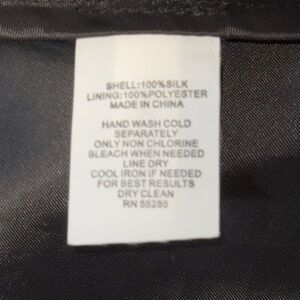 SHELL:100%SILK
LINING:100%POLYESTER
MADE IN CHINA
HAND WASH COLD
SEPARATELY
ONLY NON CHLORINE
BLEACH WHEN NEEDED
LINE DRY
COOL IRON IF NEEDED
FOR BEST RESULTS
DRY CLEAN
RN 55285